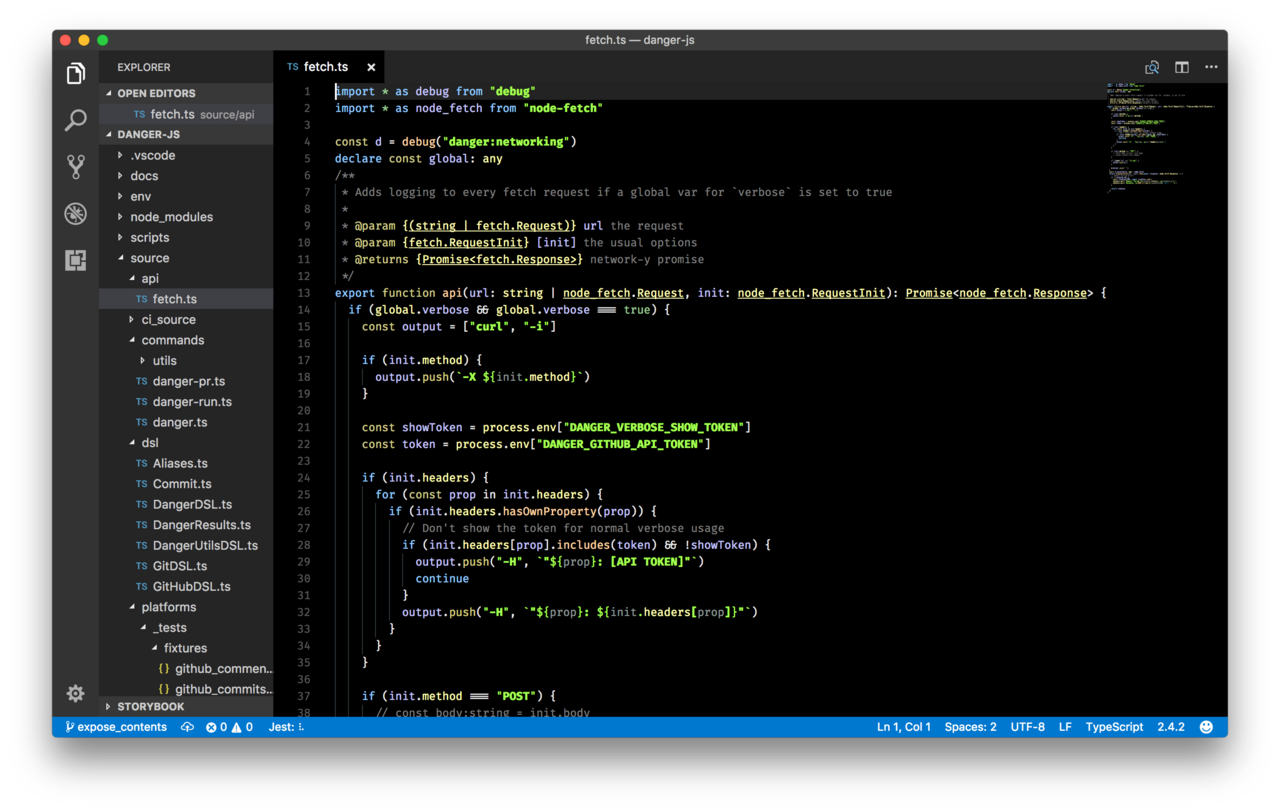 fetch.ts — danger-js
EXPLORER
OPEN EDITORS
TS fetch.ts source/api
DANGER-JS
.vscode
docs
env
node_modules
scripts
source
api
TS fetch.ts
ci_source
commands
utils
TS danger-pr.ts
TS danger-run.ts
TS danger.ts
dsl
TS Aliases.ts
TS Commit.ts
TS DangerDSL.ts
TS DangerResults.ts
TS DangerUtilsDSL.ts
TS GitDSL.ts
TS GitHubDSL.ts
platforms
_tests
fixtures
{} github_commen...
{} github_commits...
STORYBOOK
TS fetch.ts ×
1 import * as debug from "debug"
2 import * as node_fetch from "node-fetch"
3
4 const d = debug("danger:networking")
5 declare const global: any
6 /**
7 * Adds logging to every fetch request if a global var for `verbose` is set to true
8 *
9 * @param {(string | fetch.Request)} url the request
10 * @param {fetch.RequestInit} [init] the usual options
11 * @returns {Promise<fetch.Response>} network-y promise
12 */
13 export function api(url: string | node_fetch.Request, init: node_fetch.RequestInit): Promise<node_fetch.Response> {
14 if (global.verbose && global.verbose === true) {
15 const output = ["curl", "-i"]
16
17 if (init.method) {
18 output.push(`-X ${init.method}`)
19 }
20
21 const showToken = process.env["DANGER_VERBOSE_SHOW_TOKEN"]
22 const token = process.env["DANGER_GITHUB_API_TOKEN"]
23
24 if (init.headers) {
25 for (const prop in init.headers) {
26 if (init.headers.hasOwnProperty(prop)) {
27 // Don't show the token for normal verbose usage
28 if (init.headers[prop].includes(token) && !showToken) {
29 output.push("-H", `"${prop}: [API TOKEN]"`)
30 continue
31 }
32 output.push("-H", `"${prop}: ${init.headers[prop]}"`)
33 }
34 }
35 }
36
37 if (init.method === "POST") {
38 // const body:string = init.body
expose_contents 0 0 Jest:
Ln 1, Col 1 Spaces: 2 UTF-8 LF TypeScript 2.4.2